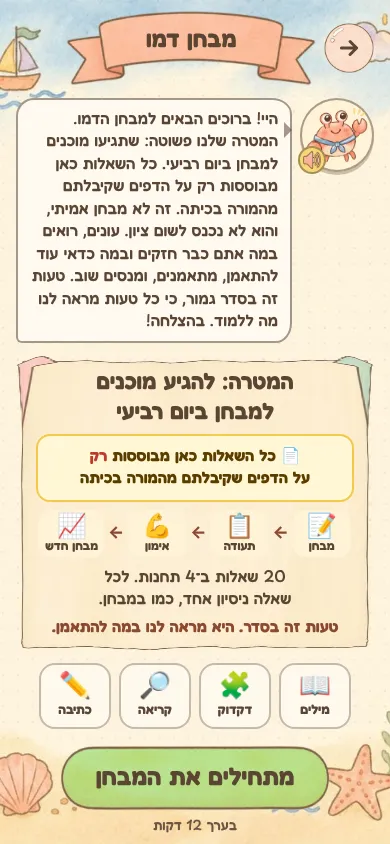 מבחן דמו
היי! ברוכים הבאים למבחן הדמו.
המטרה שלנו פשוטה: שתגיעו מוכנים
למבחן ביום רביעי. כל השאלות כאן
מבוססות רק על הדפים שקיבלתם
מהמורה בכיתה. זה לא מבחן אמיתי,
והוא לא נכנס לשום ציון. עונים, רואים
במה אתם כבר חזקים ובמה כדאי עוד
להתאמן, מתאמנים, ומנסים שוב. טעות
זה בסדר גמור, כי כל טעות מראה לנו
מה ללמוד. בהצלחה!
המטרה: להגיע מוכנים
למבחן ביום רביעי
כל השאלות כאן מבוססות רק
על הדפים שקיבלתם מהמורה בכיתה
מבחן ← תעודה ← אימון ← מבחן חדש
20 שאלות ב־4 תחנות. לכל
שאלה ניסיון אחד, כמו במבחן.
טעות זה בסדר. היא מראה לנו במה להתאמן.
מילים דקדוק קריאה כתיבה
מתחילים את המבחן
בערך 12 דקות